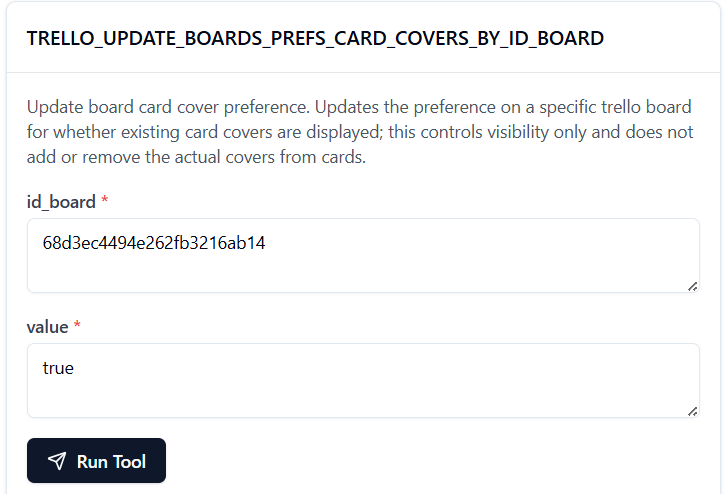 TRELLO_UPDATE_BOARDS_PREFS_CARD_COVERS_BY_ID_BOARD
Update board card cover preference. Updates the preference on a specific trello board
for whether existing card covers are displayed; this controls visibility only and does not
add or remove the actual covers from cards.
id_board *
68d3ec4494e262fb3216ab14
value *
true
Run Tool